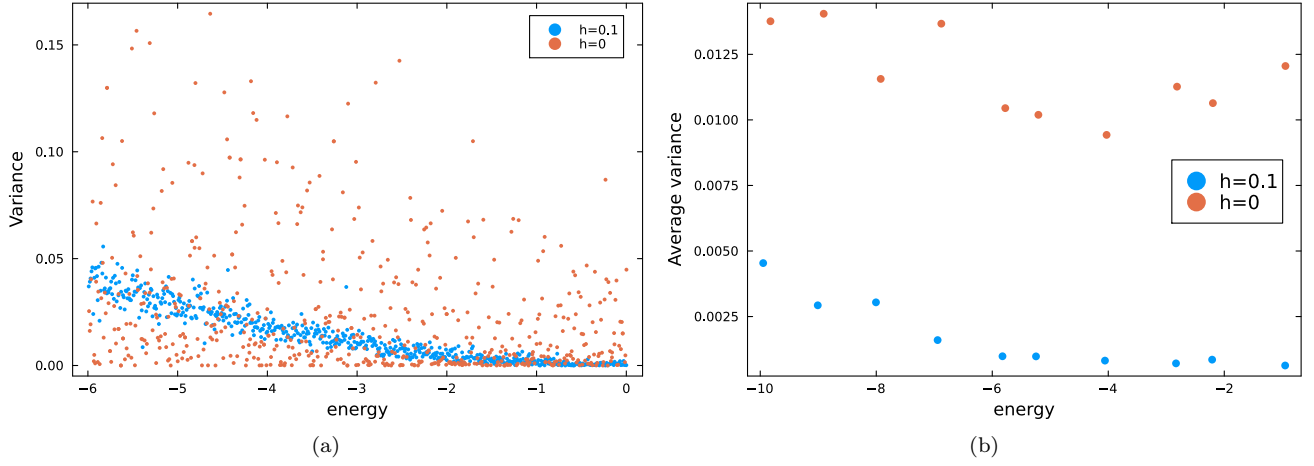 Variance
0.15
0.10
0.05
0.00
h=0.1
h=0
−6
−5
−4
−3
−2
−1
0
energy
(a)
Average variance
0.0125
0.0100
0.0075
0.0050
0.0025
h=0.1
h=0
−10
−8
−6
−4
−2
energy
(b)